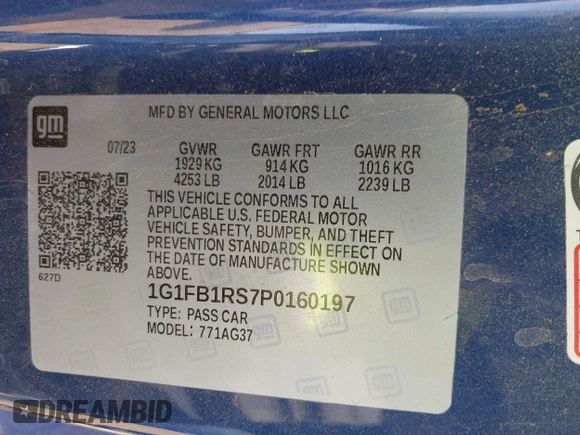 gm
MFD BY GENERAL MOTORS LLC
07/23 GVWR GAWR FRT GAWR RR
1929 KG 914 KG 1016 KG
4253 LB 2014 LB 2239 LB
THIS VEHICLE CONFORMS TO ALL
APPLICABLE U.S. FEDERAL MOTOR
VEHICLE SAFETY, BUMPER, AND THEFT
PREVENTION STANDARDS IN EFFECT ON
THE DATE OF MANUFACTURE SHOWN
ABOVE.
627D
1G1FB1RS7P0160197
TYPE: PASS CAR
MODEL: 771AG37
DREAMBID